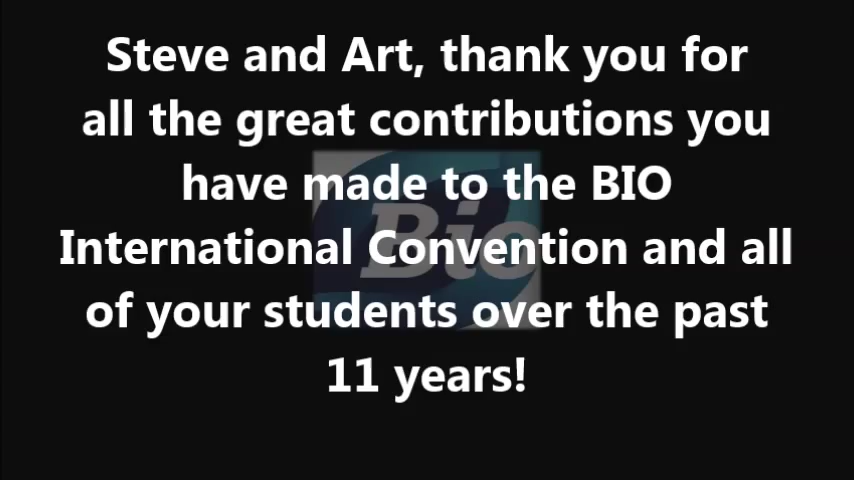 Steve and Art, thank you for
all the great contributions you
have made to the BIO
International Convention and all
of your students over the past
11 years!
Bio